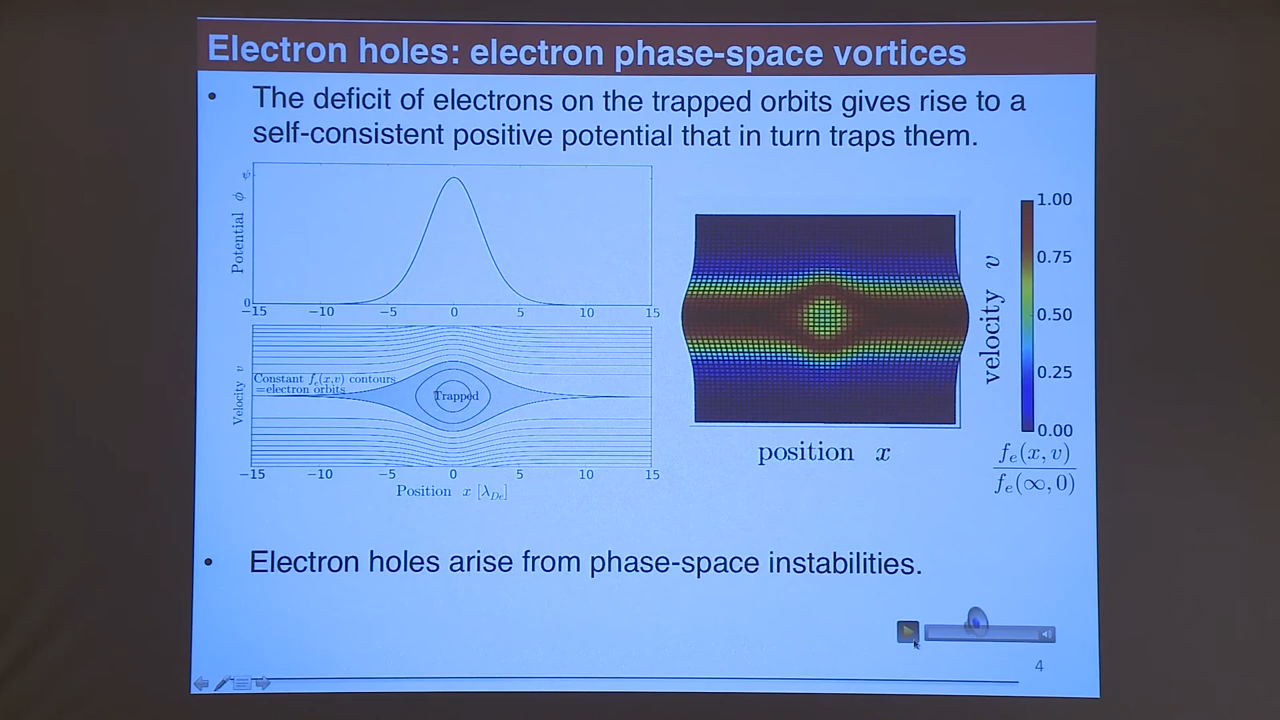 Electron holes: electron phase-space vortices
• The deficit of electrons on the trapped orbits gives rise to a
self-consistent positive potential that in turn traps them.
ψ
Potential ϕ
0
−15 −10 −5 0 5 10 15
Velocity v
Constant fₑ(x,v) contours
=electron orbits
Trapped
−15 −10 −5 0 5 10 15
Position x [λ_De]
position x
velocity v
1.00
0.75
0.50
0.25
0.00
fₑ(x, v)
fₑ(∞, 0)
• Electron holes arise from phase-space instabilities.
4